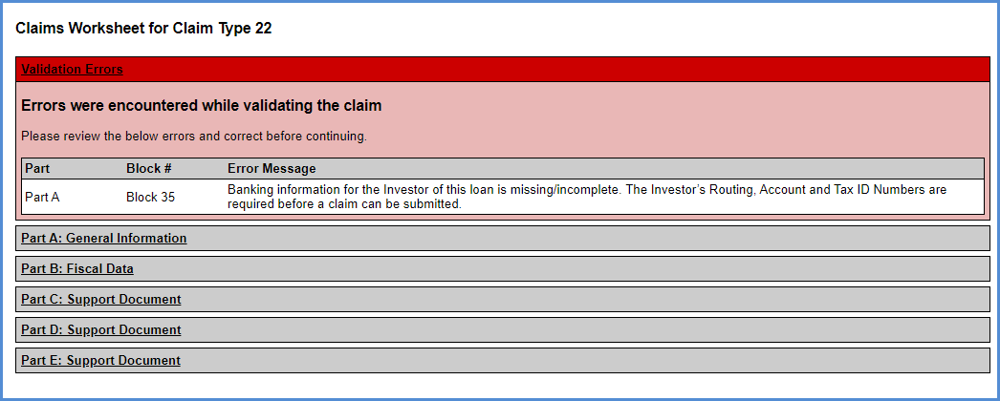 Claims Worksheet for Claim Type 22
Validation Errors
Errors were encountered while validating the claim
Please review the below errors and correct before continuing.
Part Block # Error Message
Part A Block 35 Banking information for the Investor of this loan is missing/incomplete. The Investor’s Routing, Account and Tax ID Numbers are
required before a claim can be submitted.
Part A: General Information
Part B: Fiscal Data
Part C: Support Document
Part D: Support Document
Part E: Support Document